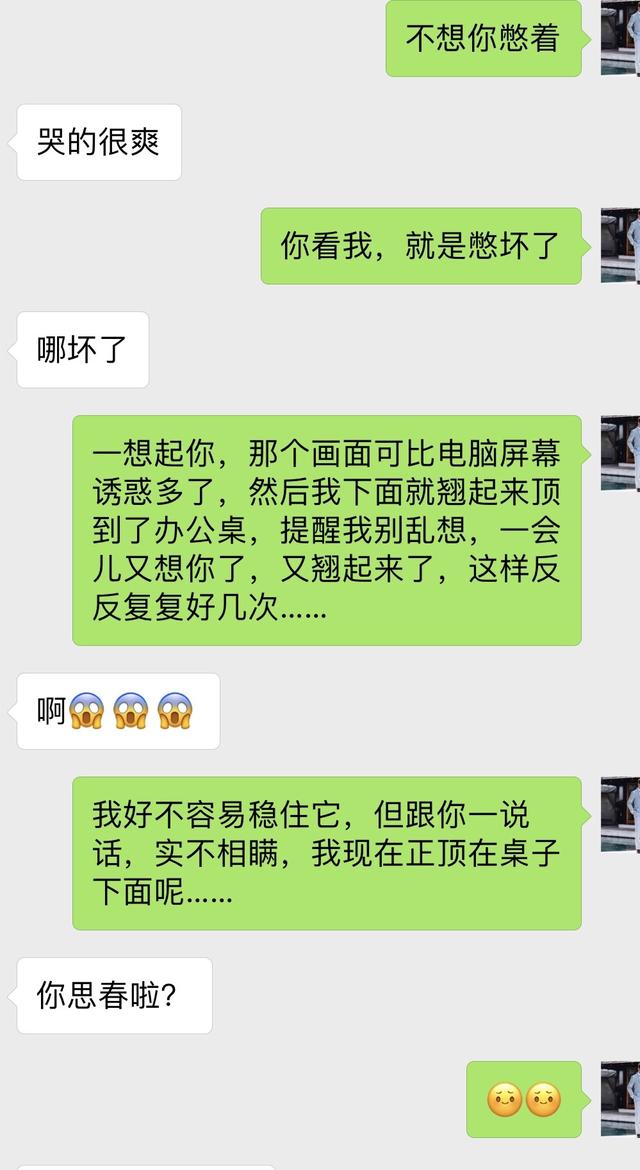 不想你憋着
哭的很爽
你看我，就是憋坏了
哪坏了
一想起你，那个画面可比电脑屏幕
诱惑多了，然后我下面就翘起来顶
到了办公桌，提醒我别乱想，一会
儿又想你了，又翘起来了，这样反
反复复好几次......
啊😱😱😱
我好不容易稳住它，但跟你一说
话，实不相瞒，我现在正顶在桌子
下面呢......
你思春啦？